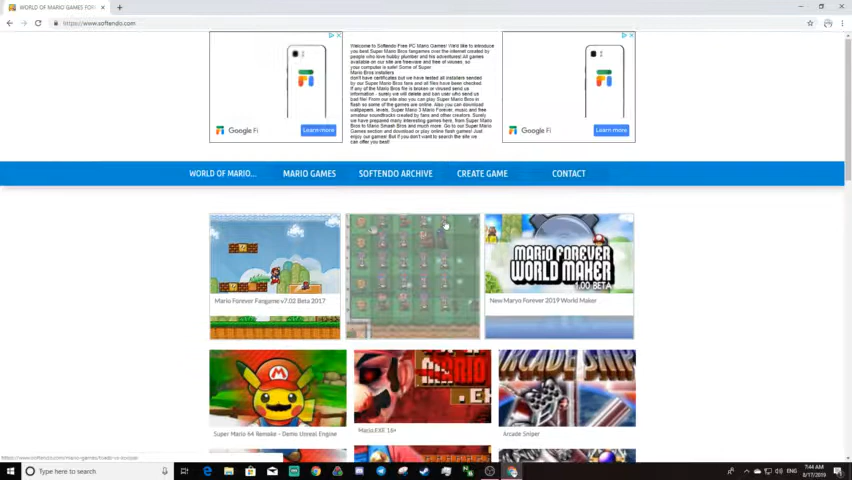 WORLD OF MARIO GAMES FOR
https://www.softendo.com
Welcome to Softendo Free PC Mario Games! We'd like to introduce
you best Super Mario Bros fangames over the internet created by
people who love hubby plumber and his adventures! All games
available on our site are freeware and free of viruses, so
your computer is safe! Some of Super
Mario Bros installers
don't have certificates but we have tested all installers sended
by our Super Mario Bros fans and all files have been checked.
If any of the Mario Bros file is broken or virused send us
information - surely we will delete and ban user who send us
bad file! From our site also you can play Super Mario Bros in
flash so some of the games are online. Also you can download
wallpapers, levels, Super Mario 3 Mario Forever, music and free
amateur soundtracks created by fans and other creators. Surely
we have prepared many interesting games here, from Super Mario
Bros to Mario Smash Bros and much more. Go to our Super Mario
Games section and download or play online flash games! Just
enjoy our games! But if you don't want to search the site we
can offer you best!
Google Fi
Learn more
Google Fi
Learn more
WORLD OF MARIO...
MARIO GAMES
SOFTENDO ARCHIVE
CREATE GAME
CONTACT
MARIO FOREVER
WORLD MAKER
1.00 BETA
Mario Forever Fangame v7.02 Beta 2017
New Maryo Forever 2019 World Maker
SUPER
MARIO
.E
ARCADE SNIP
Super Mario 64 Remake - Demo Unreal Engine
Mario.EXE 16+
Arcade Sniper
Type here to search
ENG
7:44 AM
8/17/2019